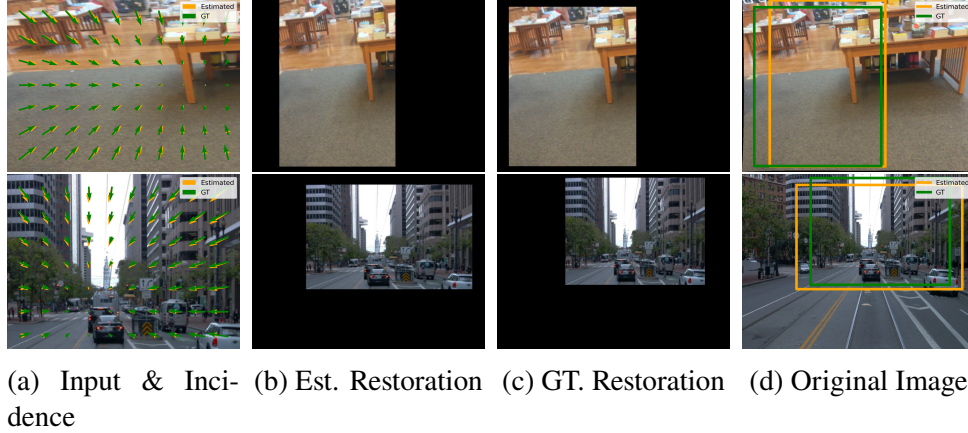 Estimated
GT
Estimated
GT
Estimated
GT
Estimated
GT
(a) Input & Inci-
dence
(b) Est. Restoration
(c) GT. Restoration
(d) Original Image